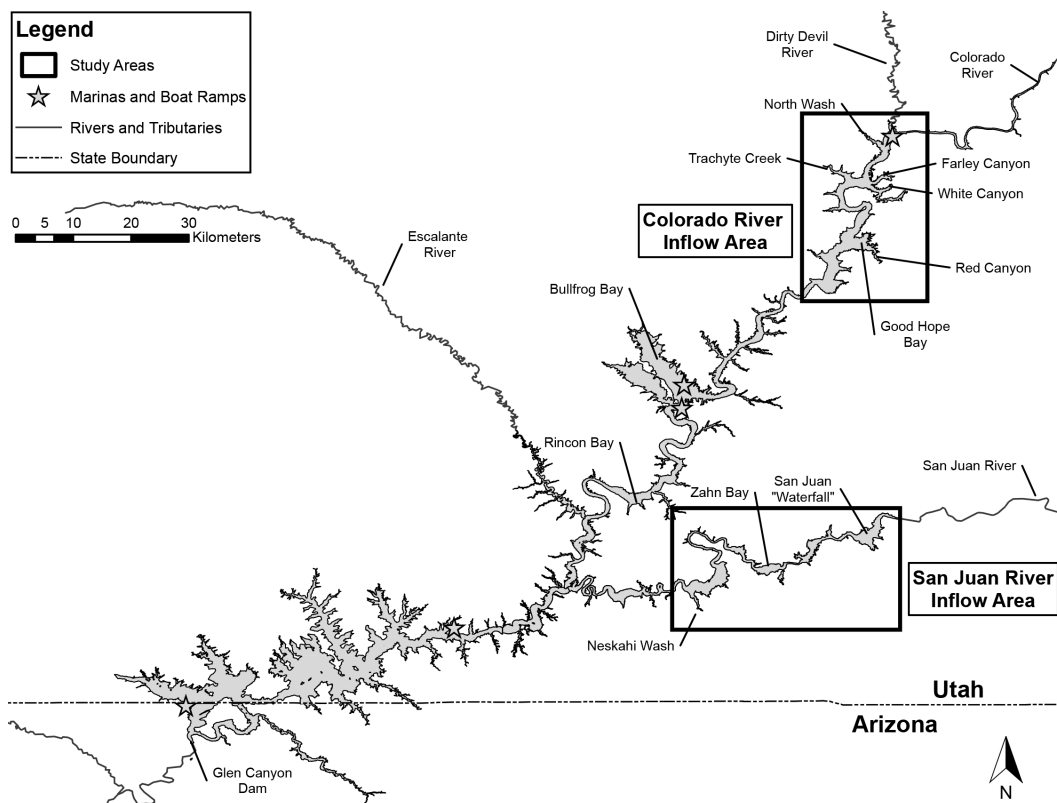 Legend
Study Areas
Marinas and Boat Ramps
Rivers and Tributaries
State Boundary
0 5 10 20 30
Kilometers
Dirty Devil
River
Colorado
River
North Wash
Trachyte Creek
Farley Canyon
White Canyon
Colorado River
Inflow Area
Red Canyon
Good Hope
Bay
Escalante
River
Bullfrog Bay
Rincon Bay
Zahn Bay
San Juan
"Waterfall"
San Juan River
San Juan River
Inflow Area
Neskahi Wash
Utah
Arizona
Glen Canyon
Dam
N